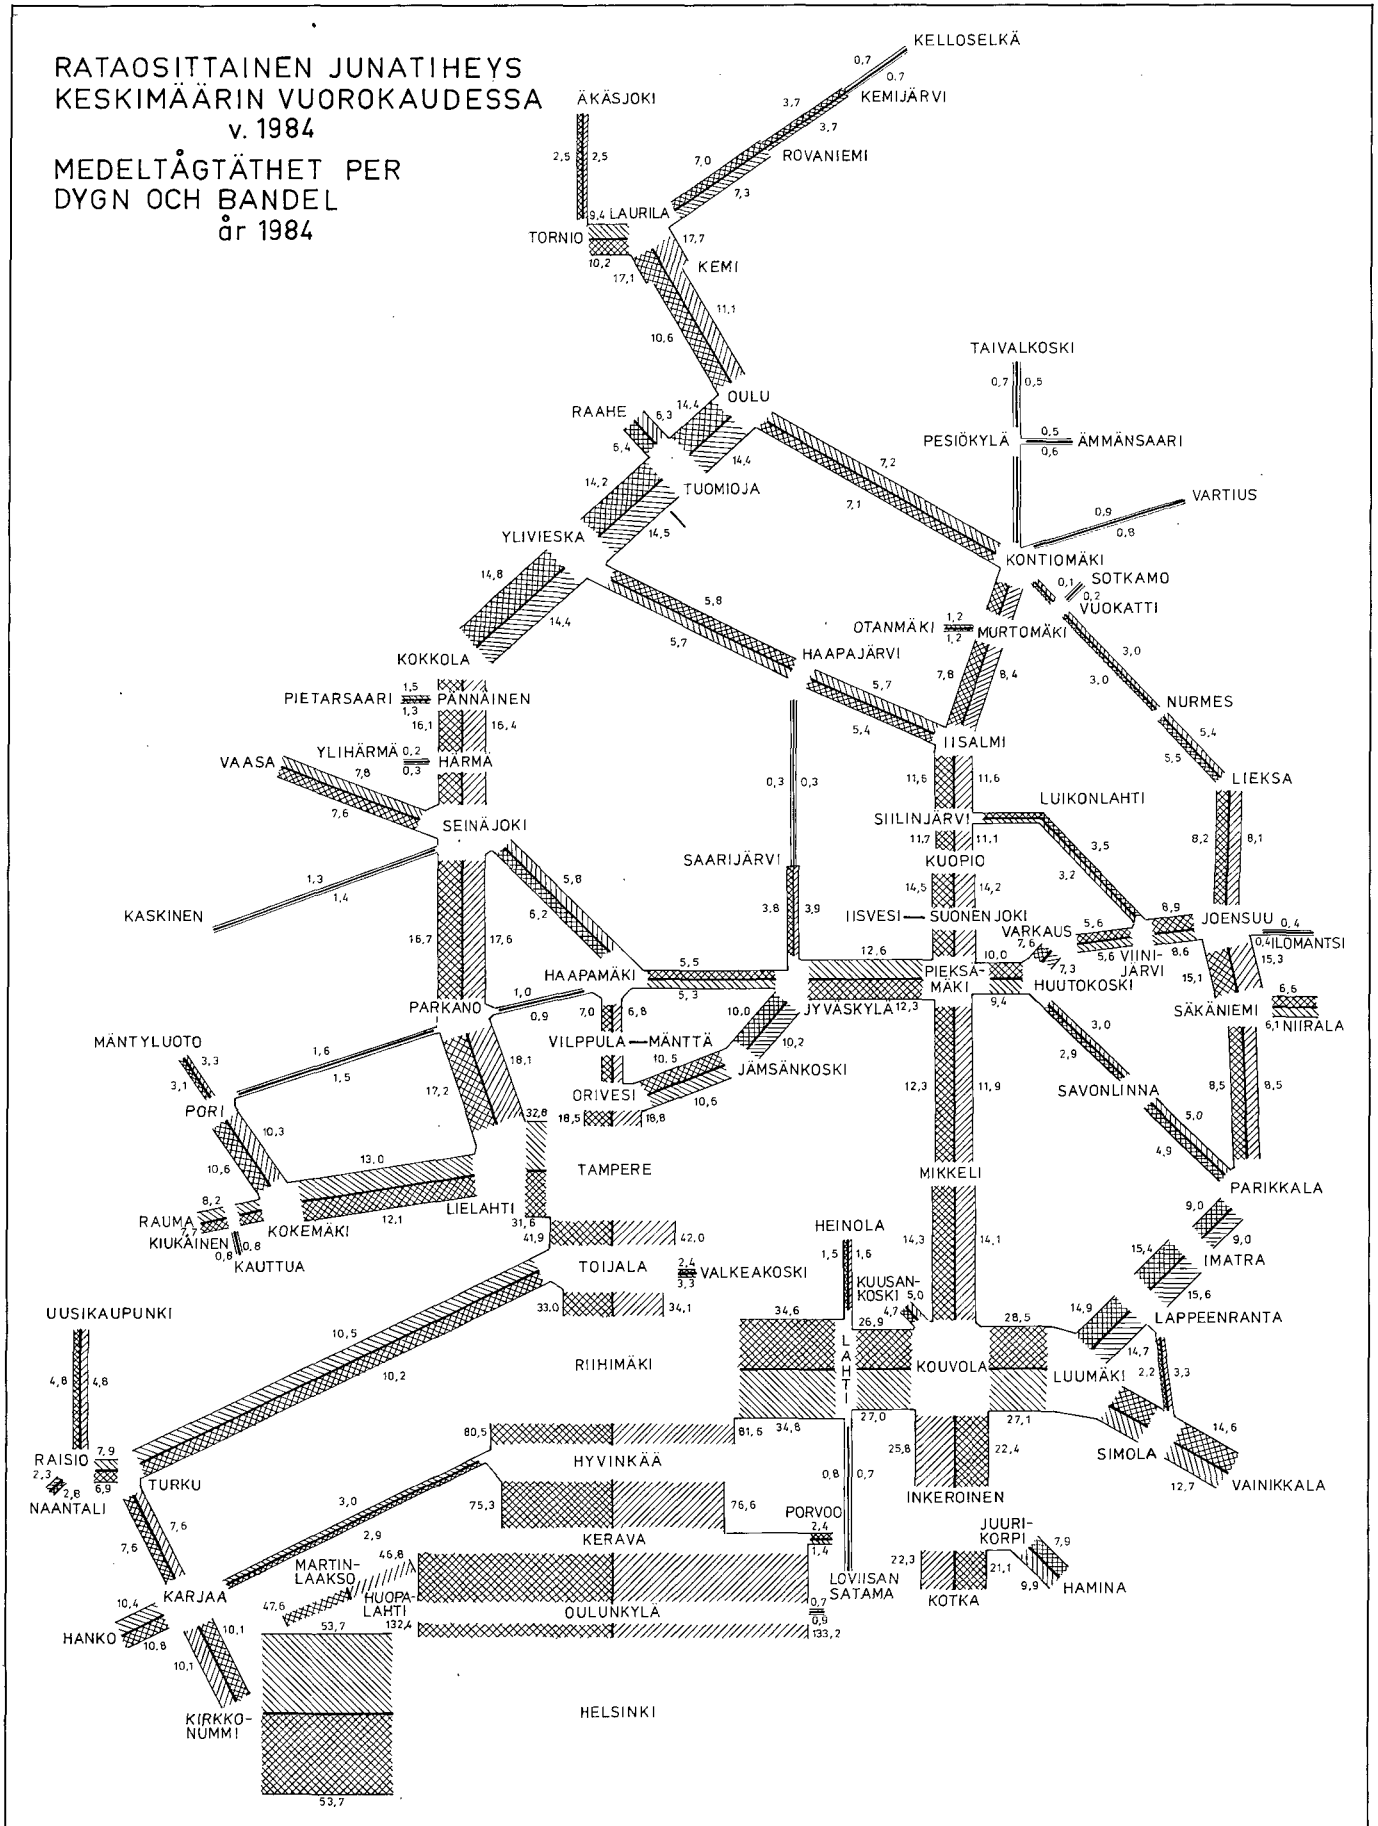 RATAOSITTAINEN JUNATIHEYS
KESKIMÄÄRIN VUOROKAUDESSA
v. 1984
MEDELTÅGTÄTHET PER
DYGN OCH BANDEL
år 1984
KELLOSELKÄ
0,7
0,7
KEMIJÄRVI
3,7
3,7
ÄKÄSJOKI
2,5 2,5
ROVANIEMI
7,0
7,3
9,4 LAURILA
TORNIO
10,2
17,7
17,1
KEMI
11,1
10,6
TAIVALKOSKI
0,7 0,5
OULU
RAAHE
6,3
14,4
6,4
14,4
PESIÖKYLÄ
0,5
0,6
ÄMMÄNSAARI
7,2
7,1
14,2
TUOMIOJA
VARTIUS
0,9
0,8
YLIVIESKA
14,5
KONTIOMÄKI
14,8
14,4
5,8
5,7
0,1 SOTKAMO
0,2
VUOKATTI
OTANMÄKI
1,2
1,2
MURTOMÄKI
3,0
3,0
KOKKOLA
HAAPAJÄRVI
7,8
8,4
5,7
5,4
PIETARSAARI
1,5
1,3
PÄNNÄINEN
NURMES
16,1 16,4
5,4
5,5
IISALMI
VAASA
YLIHÄRMÄ
0,2
0,3
HÄRMÄ
7,8
7,6
0,3 0,3
11,6 11,6
LIEKSA
LUIKONLAHTI
SEINÄJOKI
SIILINJÄRVI
11,7 11,1
8,2 8,1
3,5
3,2
SAARIJÄRVI
KUOPIO
1,3
1,4
KASKINEN
5,8
6,2
3,8 3,9
14,5 14,2
IISVESI — SUONENJOKI
VARKAUS
5,6
5,6
8,9
8,6
JOENSUU
0,4
0,4
ILOMANTSI
VIINI-
JÄRVI
16,7 17,6
HAAPAMÄKI
5,5
5,3
12,6
12,3
PIEKSÄ-
MÄKI
10,0
9,4
7,6
7,3
HUUTOKOSKI
15,1 15,3
SÄKÄNIEMI
6,6
6,1
NIIRALA
PARKANO
1,0
0,9
7,0 6,8
JYVÄSKYLÄ
10,0
10,2
MÄNTYLUOTO
3,3
3,1
1,6
1,5
17,2
18,1
VILPPULA — MÄNTTÄ
10,5
10,6
JÄMSÄNKOSKI
12,3 11,9
3,0
2,9
SAVONLINNA
8,5 8,5
PORI
ORIVESI
18,5 18,8
32,8
5,0
4,9
10,3
10,6
13,0
12,1
TAMPERE
MIKKELI
PARIKKALA
RAUMA
8,2
7,7
KOKEMÄKI
LIELAHTI
31,6
41,9 42,0
9,0
9,0
KIUKAINEN
0,8 0,8
KAUTTUA
HEINOLA
1,5 1,6
14,3 14,1
IMATRA
15,4
15,6
TOIJALA
2,4
3,3
VALKEAKOSKI
KUUSAN-
KOSKI
5,0
4,7
33,0 34,1
LAPPEENRANTA
UUSIKAUPUNKI
34,6
26,9
28,5
14,9
14,7
10,5
10,2
RIIHIMÄKI
LAHTI
KOUVOLA
LUUMÄKI
2,2 3,3
4,8 4,8
34,8
27,0
27,1
80,5 81,6
14,6
SIMOLA
12,7
VAINIKKALA
RAISIO
7,9
6,9
2,3
2,8
NAANTALI
TURKU
HYVINKÄÄ
0,8 0,7
25,8 22,4
INKEROINEN
75,3 76,6
7,6
7,6
3,0
2,9
PORVOO
2,4
1,4
KERAVA
JUURI-
KORPI
7,9
9,9
HAMINA
MARTIN-
LAAKSO
46,8
47,6
HUOPA-
LAHTI
22,3 21,1
LOVIISAN
SATAMA
KOTKA
KARJAA
10,4
10,8
HANKO
OULUNKYLÄ
0,7
0,9
132,4 133,2
10,1
10,1
53,7
KIRKKO-
NUMMI
HELSINKI
53,7